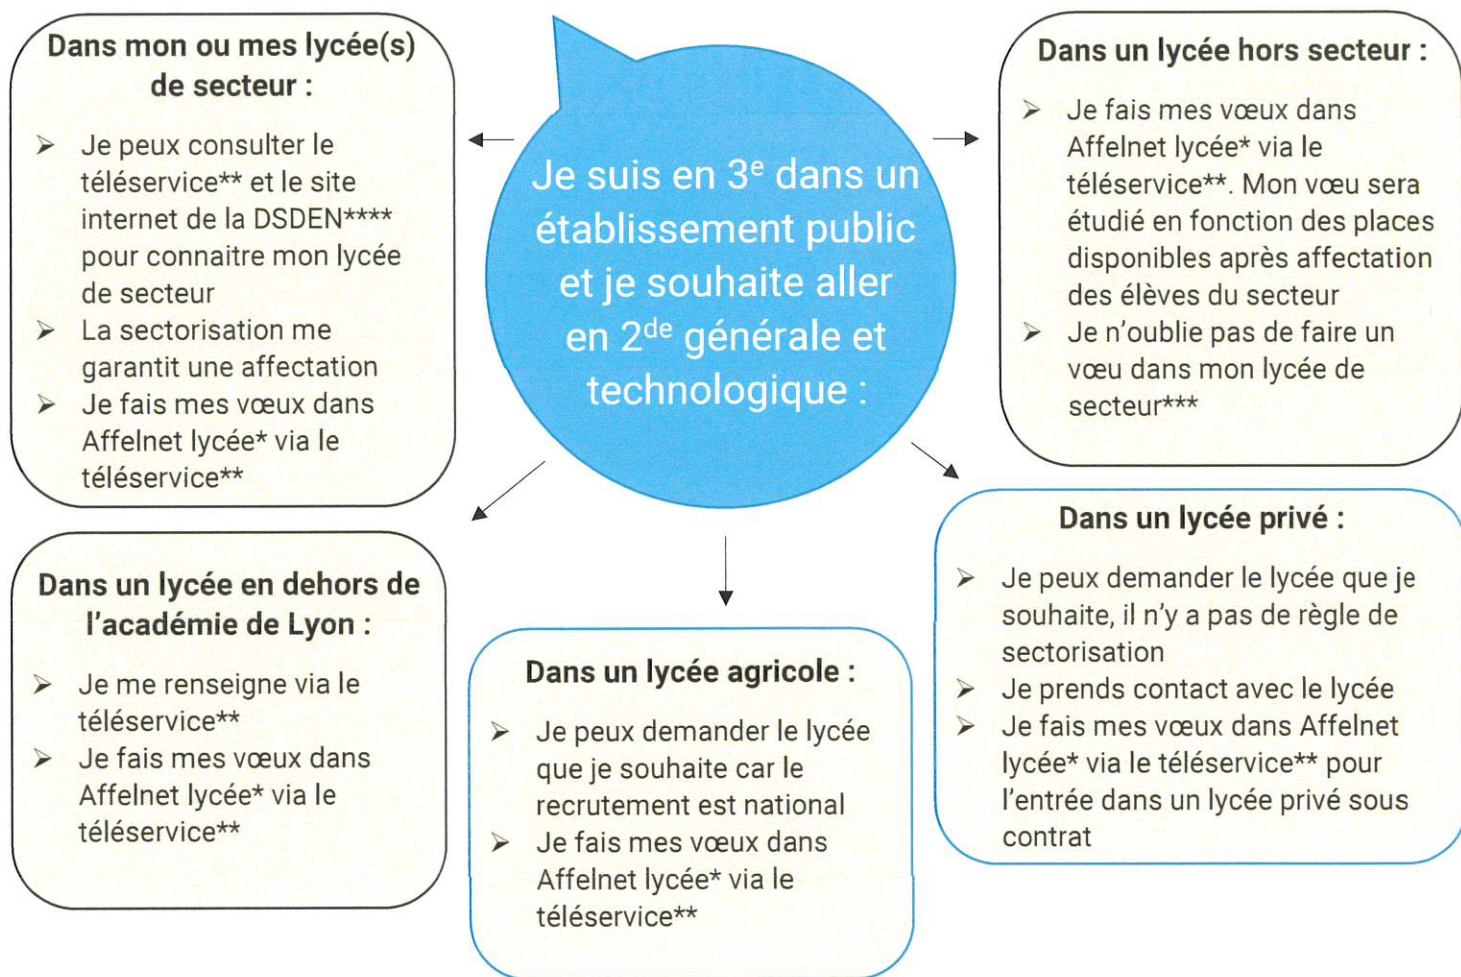 Dans mon ou mes lycée(s)
de secteur :
➢ Je peux consulter le
téléservice** et le site
internet de la DSDEN****
pour connaitre mon lycée
de secteur
➢ La sectorisation me
garantit une affectation
➢ Je fais mes vœux dans
Affelnet lycée* via le
téléservice**
Je suis en 3e dans un
établissement public
et je souhaite aller
en 2de générale et
technologique :
Dans un lycée hors secteur :
➢ Je fais mes vœux dans
Affelnet lycée* via le
téléservice**. Mon vœu sera
étudié en fonction des places
disponibles après affectation
des élèves du secteur
➢ Je n'oublie pas de faire un
vœu dans mon lycée de
secteur***
Dans un lycée en dehors de
l'académie de Lyon :
➢ Je me renseigne via le
téléservice**
➢ Je fais mes vœux dans
Affelnet lycée* via le
téléservice**
Dans un lycée agricole :
➢ Je peux demander le lycée
que je souhaite car le
recrutement est national
➢ Je fais mes vœux dans
Affelnet lycée* via le
téléservice**
Dans un lycée privé :
➢ Je peux demander le lycée que je
souhaite, il n'y a pas de règle de
sectorisation
➢ Je prends contact avec le lycée
➢ Je fais mes vœux dans Affelnet
lycée* via le téléservice** pour
l'entrée dans un lycée privé sous
contrat